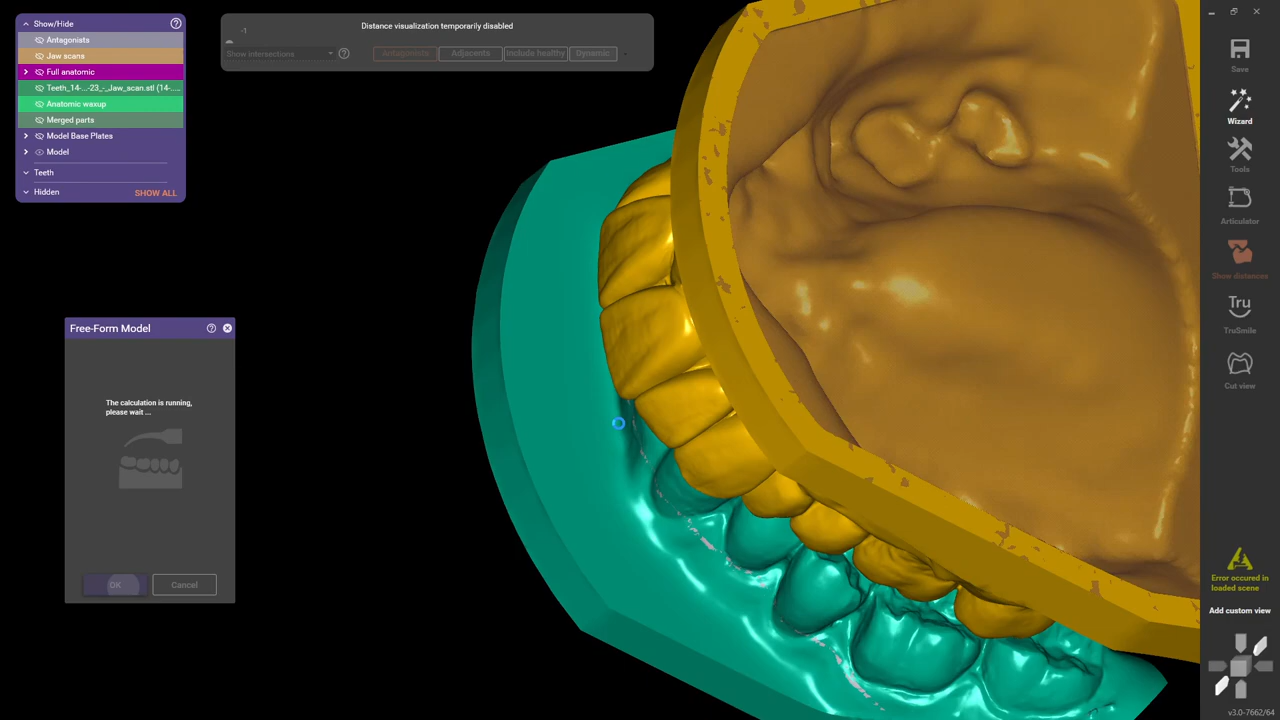 Show/Hide
Antagonists
Jaw scans
Full anatomic
Teeth_14-...-23_-_Jaw_scan.stl (14-...
Anatomic waxup
Merged parts
Model Base Plates
Model
Teeth
Hidden SHOW ALL
Distance visualization temporarily disabled
-1
Show intersections Antagonists Adjacents Include healthy Dynamic
Free-Form Model
The calculation is running,
please wait ...
OK Cancel
Save
Wizard
Tools
Articulator
Show distances
Tru
TruSmile
Cut view
Error occured in
loaded scene
Add custom view
v3.0-7662/64